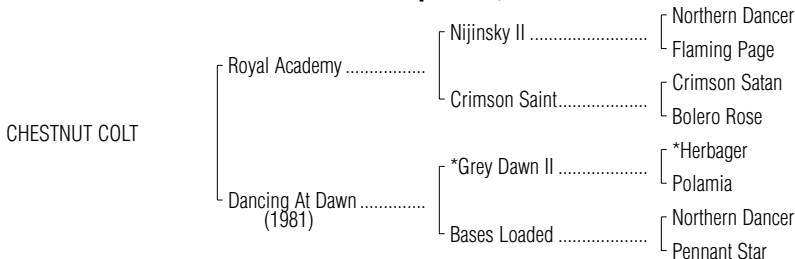 Northern Dancer
Nijinsky II ..........................
Flaming Page
Royal Academy .................
Crimson Satan
Crimson Saint....................
Bolero Rose
CHESTNUT COLT
*Herbager
*Grey Dawn II ....................
Polamia
Dancing At Dawn ..............
(1981)
Northern Dancer
Bases Loaded ....................
Pennant Star